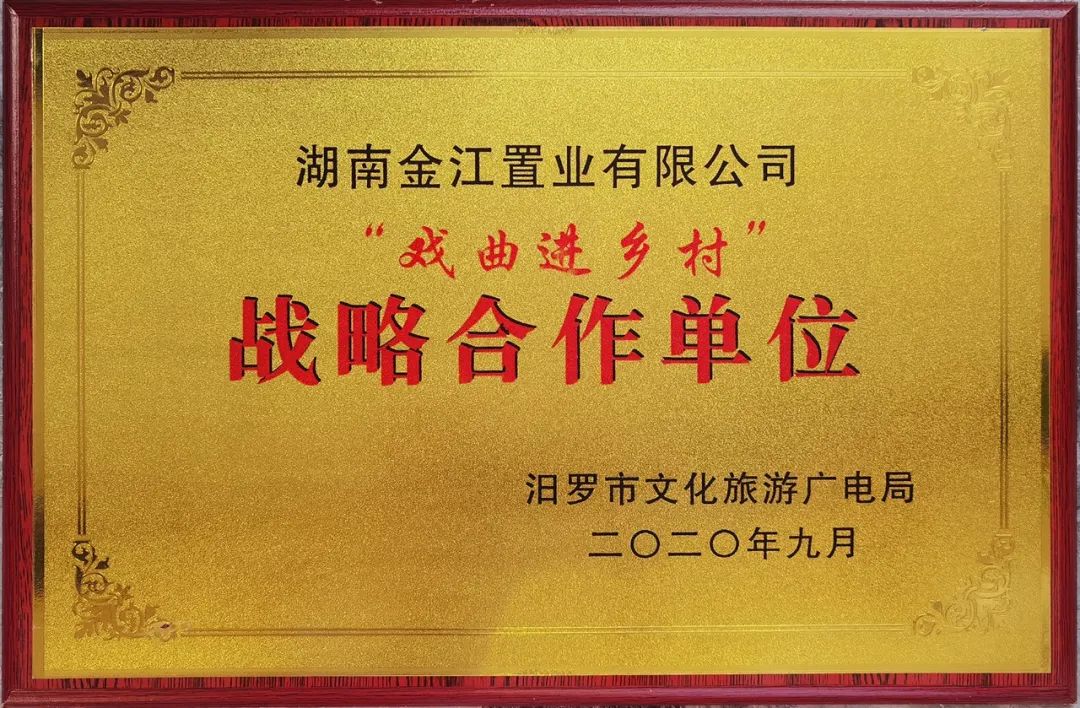 湖南金江置业有限公司
“戏曲进乡村”
战略合作单位
汨罗市文化旅游广电局
二〇二〇年九月